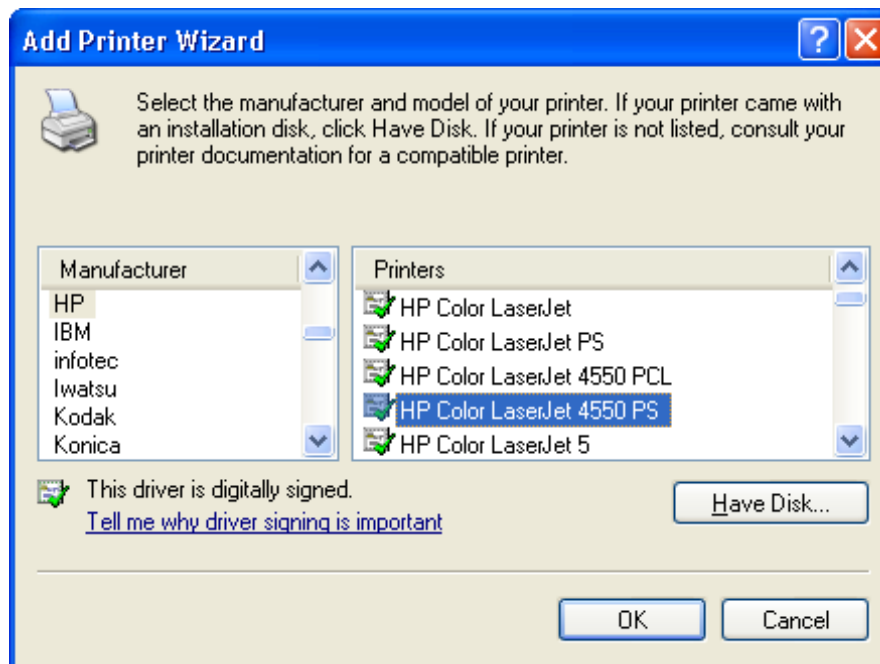 Add Printer Wizard
Select the manufacturer and model of your printer. If your printer came with
an installation disk, click Have Disk. If your printer is not listed, consult your
printer documentation for a compatible printer.
Manufacturer
HP
IBM
infotec
Iwatsu
Kodak
Konica
Printers
HP Color LaserJet
HP Color LaserJet PS
HP Color LaserJet 4550 PCL
HP Color LaserJet 4550 PS
HP Color LaserJet 5
This driver is digitally signed.
Tell me why driver signing is important
Have Disk...
OK
Cancel